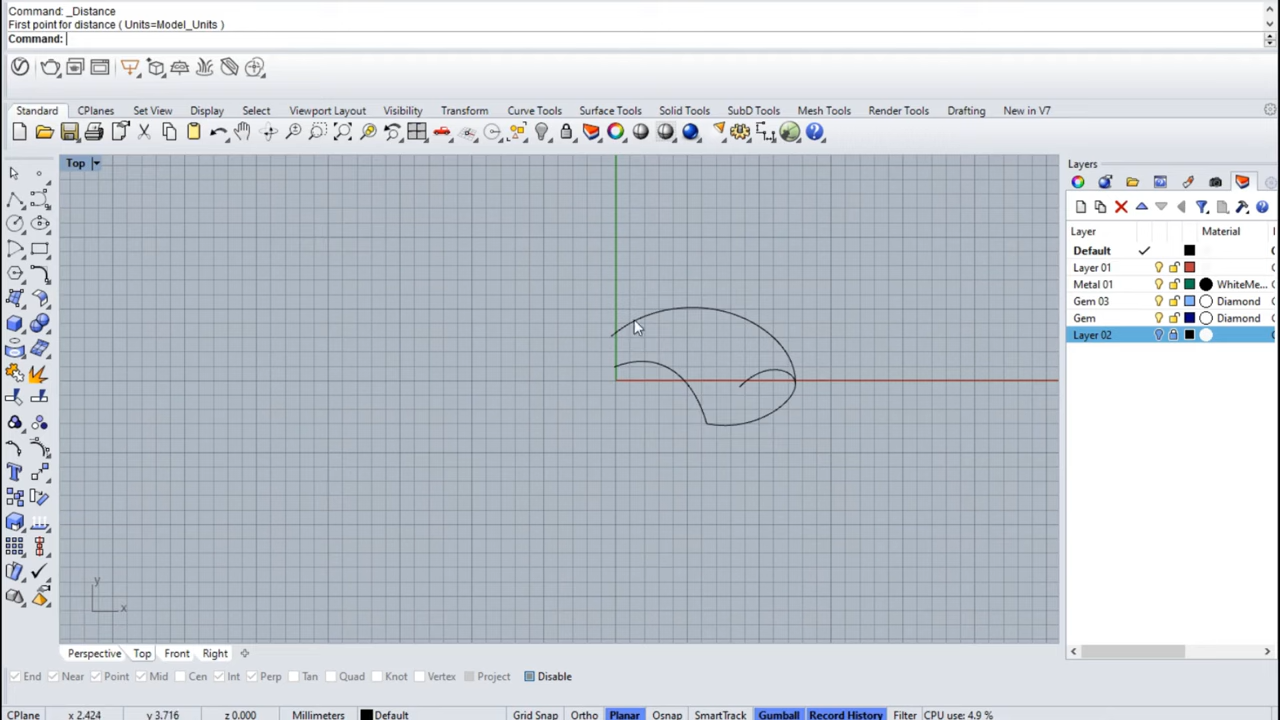 Command: _Distance
First point for distance ( Units=Model_Units )
Command:
Standard CPlanes Set View Display Select Viewport Layout Visibility Transform Curve Tools Surface Tools Solid Tools SubD Tools Mesh Tools Render Tools Drafting New in V7
Top
Layers
Layer Material
Default
Layer 01
Metal 01 WhiteMe...
Gem 03 Diamond
Gem Diamond
Layer 02
y
x
Perspective Top Front Right
End Near Point Mid Cen Int Perp Tan Quad Knot Vertex Project Disable
CPlane x 2.424 y 3.716 z 0.000 Millimeters Default Grid Snap Ortho Planar Osnap SmartTrack Gumball Record History Filter CPU use: 4.9 %